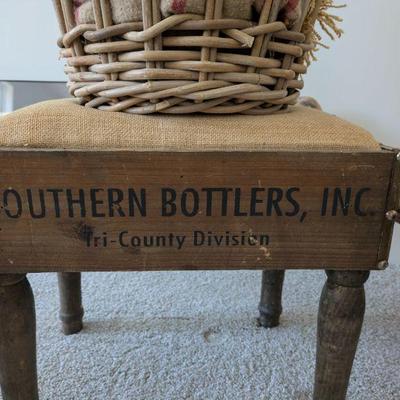 OUTHERN BOTTLERS, INC.
Tri-County Division